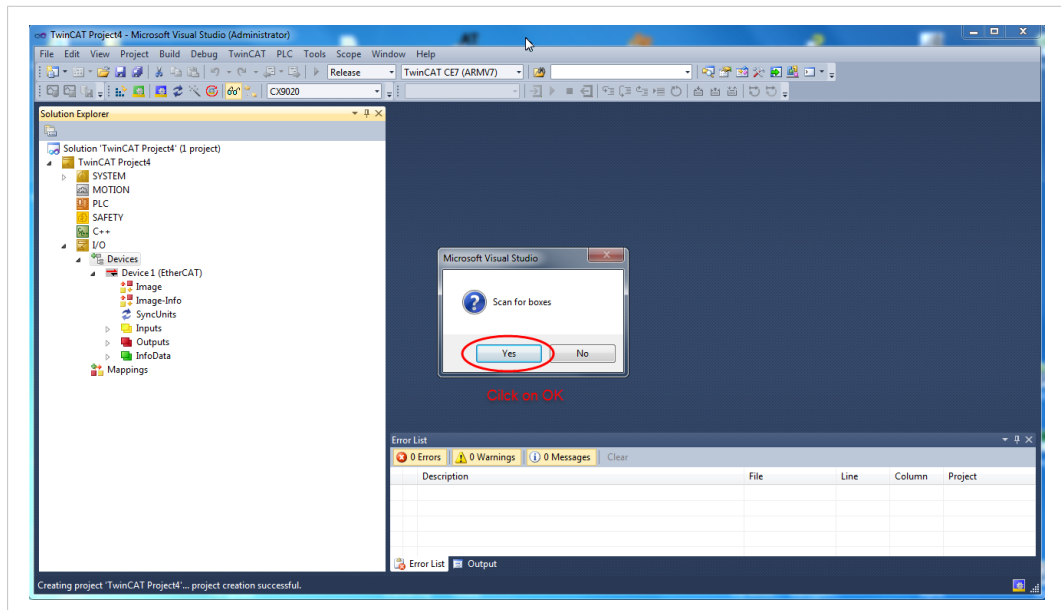 TwinCAT Project4 - Microsoft Visual Studio (Administrator)
File Edit View Project Build Debug TwinCAT PLC Tools Scope Window Help
Release TwinCAT CE7 (ARMV7)
CX9020
Solution Explorer
Solution 'TwinCAT Project4' (1 project)
TwinCAT Project4
SYSTEM
MOTION
PLC
SAFETY
C++
I/O
Devices
Device 1 (EtherCAT)
Image
Image-Info
SyncUnits
Inputs
Outputs
InfoData
Mappings
Microsoft Visual Studio
Scan for boxes
Yes No
Click on OK
Error List
0 Errors 0 Warnings 0 Messages Clear
Description File Line Column Project
Error List Output
Creating project 'TwinCAT Project4'... project creation successful.